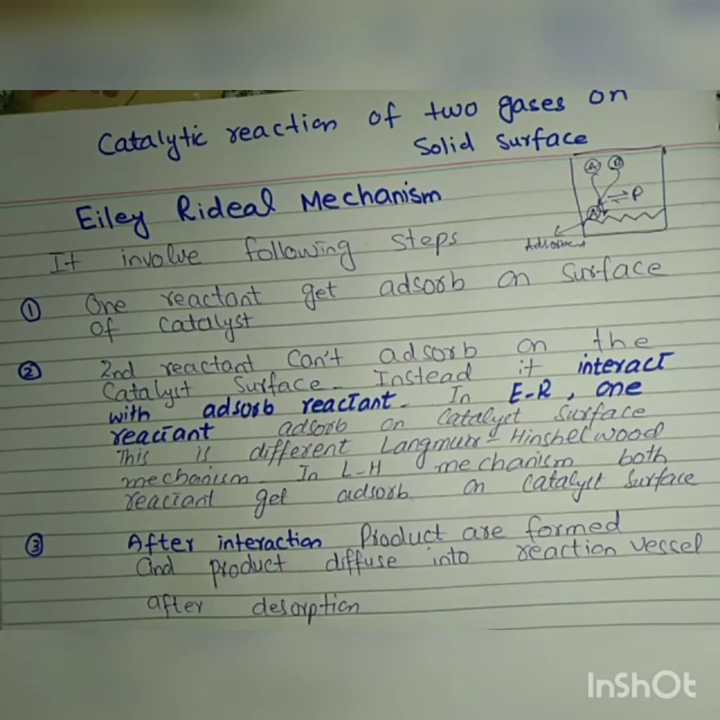 Catalytic reaction of two gases on
Solid Surface
Eiley Rideal Mechanism
A B
A ⇌ P
Adsorbent
It involve following steps
① One reactant get adsorb on Surface
of Catalyst
② 2nd reactant Can't adsorb on the
Catalyst Surface. Instead it interact
with adsorb reactant. In E-R, one
reactant adsorb on Catalyst Surface
This is different Langmuir-Hinshelwood
mechanism. In L-H mechanism both
reactant get adsorb on Catalyst Surface
③ After interaction Product are formed
and product diffuse into reaction vessel
after desorption
InShOt